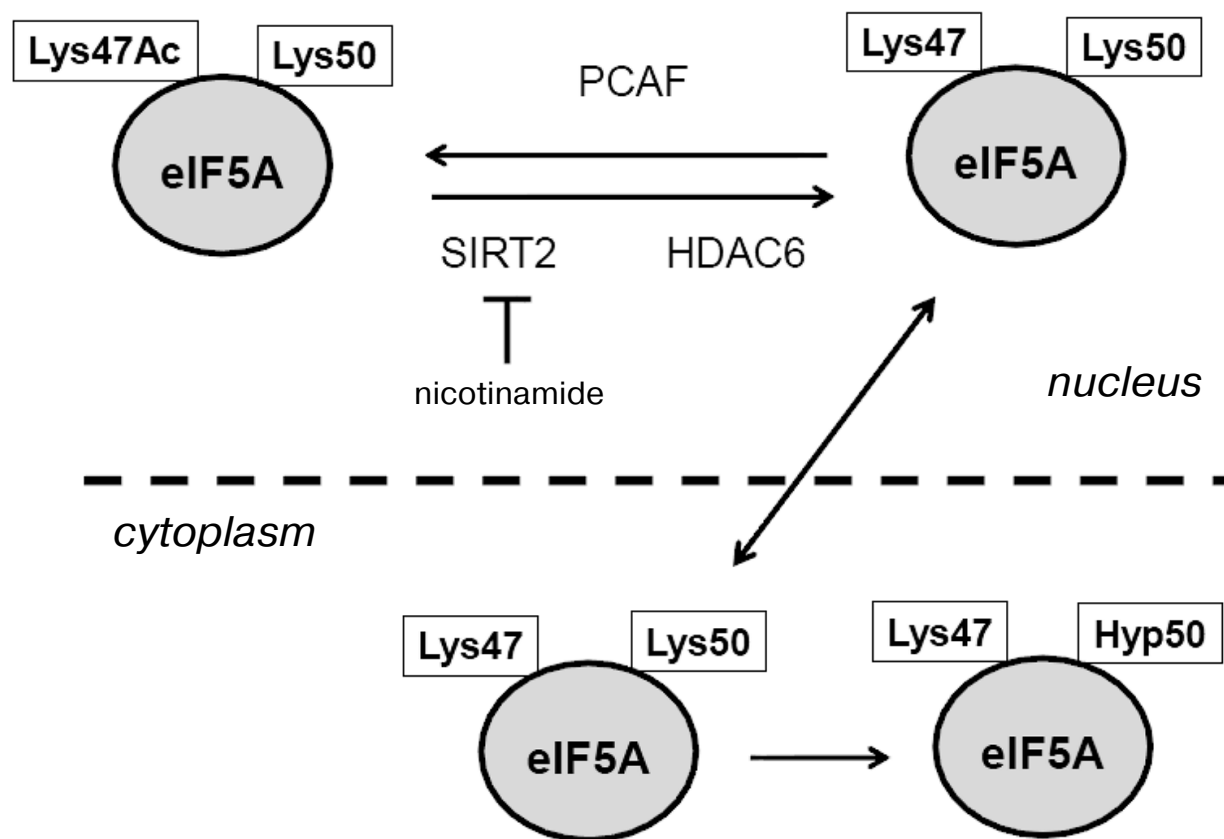 Lys47Ac
Lys50
eIF5A
PCAF
SIRT2
HDAC6
nicotinamide
Lys47
Lys50
eIF5A
nucleus
cytoplasm
Lys47
Lys50
eIF5A
Lys47
Hyp50
eIF5A